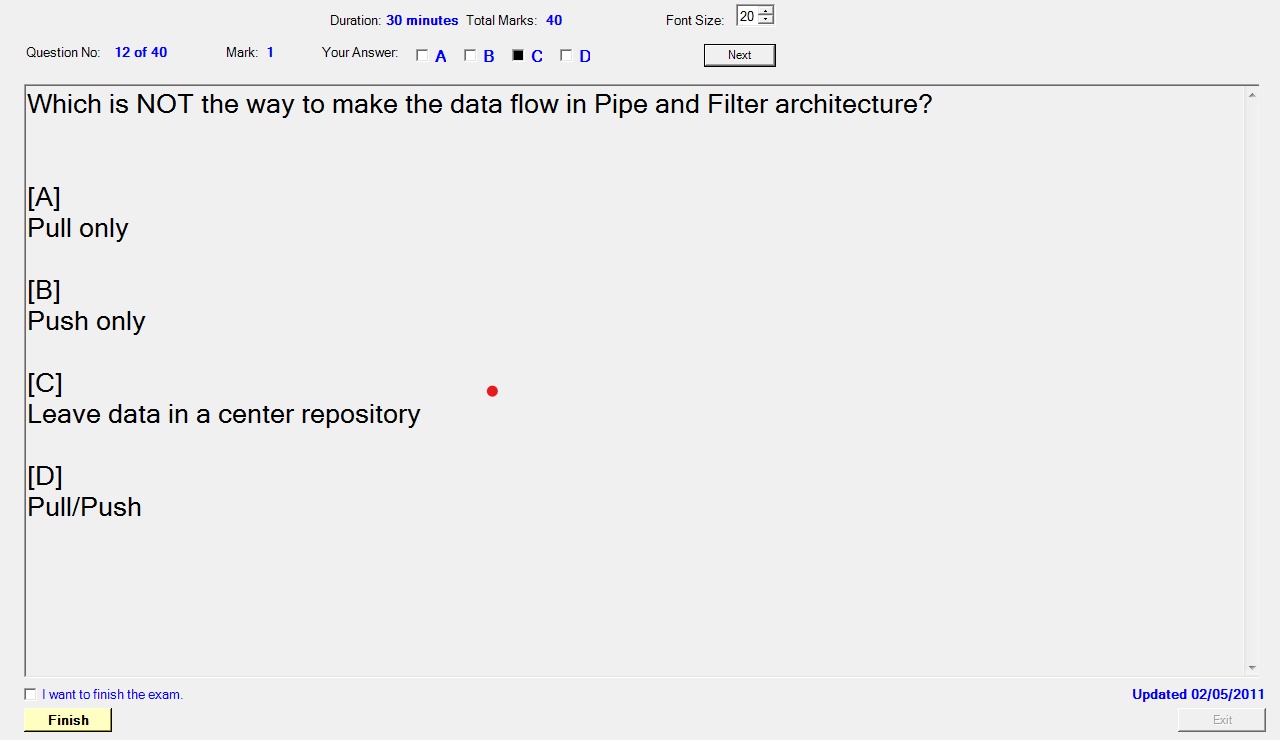 Duration: 30 minutes Total Marks: 40 Font Size: 20
Question No: 12 of 40 Mark: 1 Your Answer: A B C D Next
Which is NOT the way to make the data flow in Pipe and Filter architecture?
[A]
Pull only
[B]
Push only
[C]
Leave data in a center repository
[D]
Pull/Push
I want to finish the exam. Updated 02/05/2011
Finish Exit